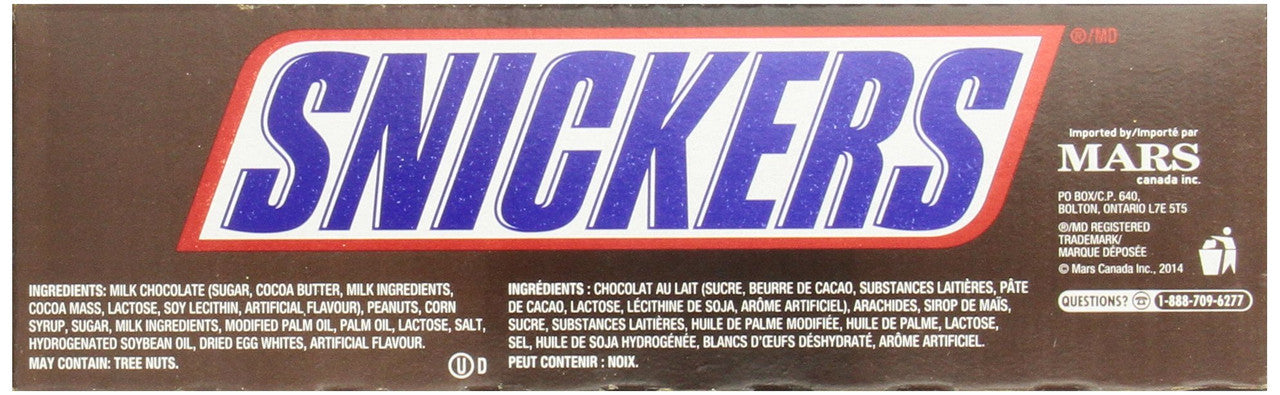 SNICKERS
®/MD
Imported by/Importé par
MARS
canada inc.
PO BOX/C.P. 640,
BOLTON, ONTARIO L7E 5T5
®/MD REGISTERED
TRADEMARK/
MARQUE DÉPOSÉE
© Mars Canada Inc., 2014
QUESTIONS? 1-888-709-6277
INGREDIENTS: MILK CHOCOLATE (SUGAR, COCOA BUTTER, MILK INGREDIENTS,
COCOA MASS, LACTOSE, SOY LECITHIN, ARTIFICIAL FLAVOUR), PEANUTS, CORN
SYRUP, SUGAR, MILK INGREDIENTS, MODIFIED PALM OIL, PALM OIL, LACTOSE, SALT,
HYDROGENATED SOYBEAN OIL, DRIED EGG WHITES, ARTIFICIAL FLAVOUR.
MAY CONTAIN: TREE NUTS.
U D
INGRÉDIENTS : CHOCOLAT AU LAIT (SUCRE, BEURRE DE CACAO, SUBSTANCES LAITIÈRES, PÂTE
DE CACAO, LACTOSE, LÉCITHINE DE SOJA, ARÔME ARTIFICIEL), ARACHIDES, SIROP DE MAÏS,
SUCRE, SUBSTANCES LAITIÈRES, HUILE DE PALME MODIFIÉE, HUILE DE PALME, LACTOSE,
SEL, HUILE DE SOJA HYDROGÉNÉE, BLANCS D'ŒUFS DÉSHYDRATÉ, ARÔME ARTIFICIEL.
PEUT CONTENIR : NOIX.